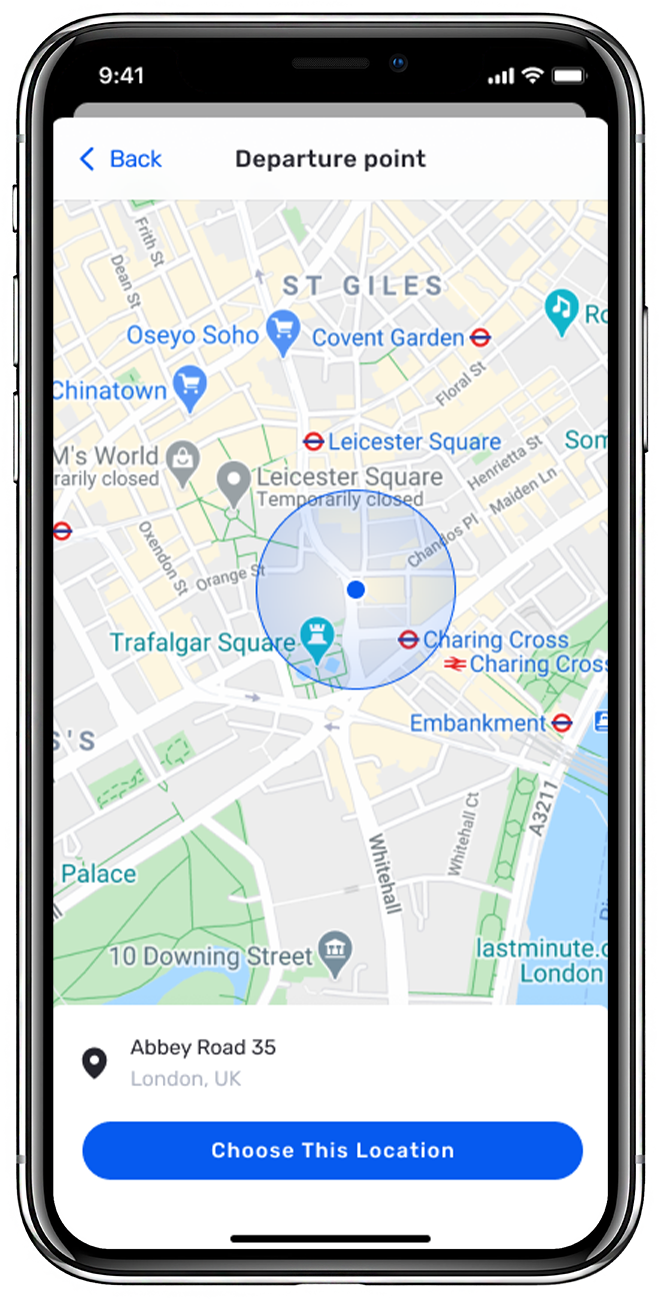 9:41
Back
Departure point
Frith St
Dean St
ST GILES
Oseyo Soho
Covent Garden
Ro
Chinatown
Floral St
Leicester Square
M's World
rarily closed
Leicester Square
Temporarily closed
Henrietta St
Som
Maiden Ln
Chandos Pl
Oxendon St
Orange St
Trafalgar Square
Charing Cross
Charing Cross
Embankment
S'S
A3211
Whitehall Ct
Whitehall
Palace
10 Downing Street
lastminute.c
London
Abbey Road 35
London, UK
Choose This Location